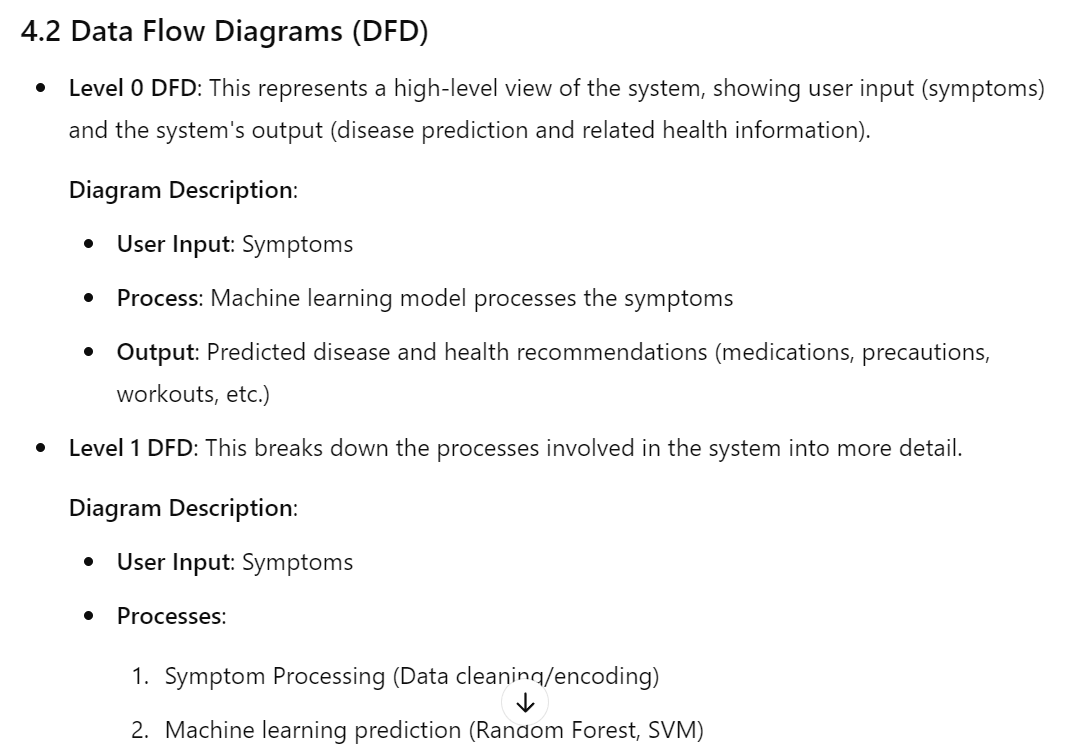 4.2 Data Flow Diagrams (DFD)
• Level 0 DFD: This represents a high-level view of the system, showing user input (symptoms)
and the system's output (disease prediction and related health information).
Diagram Description:
• User Input: Symptoms
• Process: Machine learning model processes the symptoms
• Output: Predicted disease and health recommendations (medications, precautions,
workouts, etc.)
• Level 1 DFD: This breaks down the processes involved in the system into more detail.
Diagram Description:
• User Input: Symptoms
• Processes:
1. Symptom Processing (Data cleaning/encoding)
2. Machine learning prediction (Random Forest, SVM)